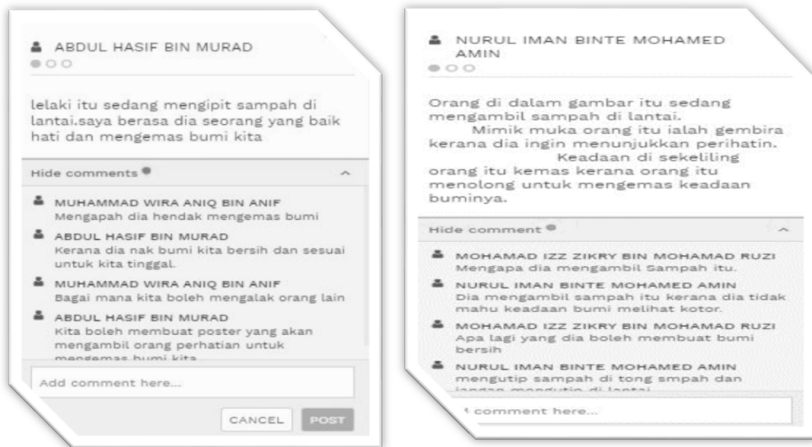 ABDUL HASIF BIN MURAD
lelaki itu sedang mengipit sampah di
lantai.saya berasa dia seorang yang baik
hati dan mengemas bumi kita
Hide comments
MUHAMMAD WIRA ANIQ BIN ANIF
Mengapah dia hendak mengemas bumi
ABDUL HASIF BIN MURAD
Kerana dia nak bumi kita bersih dan sesuai
untuk kita tinggal.
MUHAMMAD WIRA ANIQ BIN ANIF
Bagai mana kita boleh mengalak orang lain
ABDUL HASIF BIN MURAD
Kita boleh membuat poster yang akan
mengambil orang perhatian untuk
mengemas bumi kita
Add comment here...
CANCEL
POST
NURUL IMAN BINTE MOHAMED
AMIN
Orang di dalam gambar itu sedang
mengambil sampah di lantai.
Mimik muka orang itu ialah gembira
kerana dia ingin menunjukkan perihatin.
Keadaan di sekeliling
orang itu kemas kerana orang itu
menolong untuk mengemas keadaan
buminya.
Hide comment
MOHAMAD IZZ ZIKRY BIN MOHAMAD RUZI
Mengapa dia mengambil Sampah itu.
NURUL IMAN BINTE MOHAMED AMIN
Dia mengambil sampah itu kerana dia tidak
mahu keadaan bumi melihat kotor.
MOHAMAD IZZ ZIKRY BIN MOHAMAD RUZI
Apa lagi yang dia boleh membuat bumi
bersih
NURUL IMAN BINTE MOHAMED AMIN
mengutip sampah di tong smpah dan
jangan mengutip di lantai
comment here...